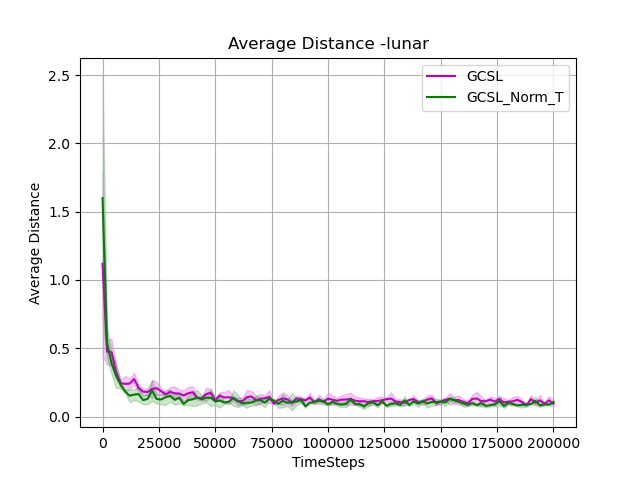 Average Distance -lunar
GCSL
GCSL_Norm_T
2.5
2.0
1.5
1.0
0.5
0.0
Average Distance
0 25000 50000 75000 100000 125000 150000 175000 200000
TimeSteps